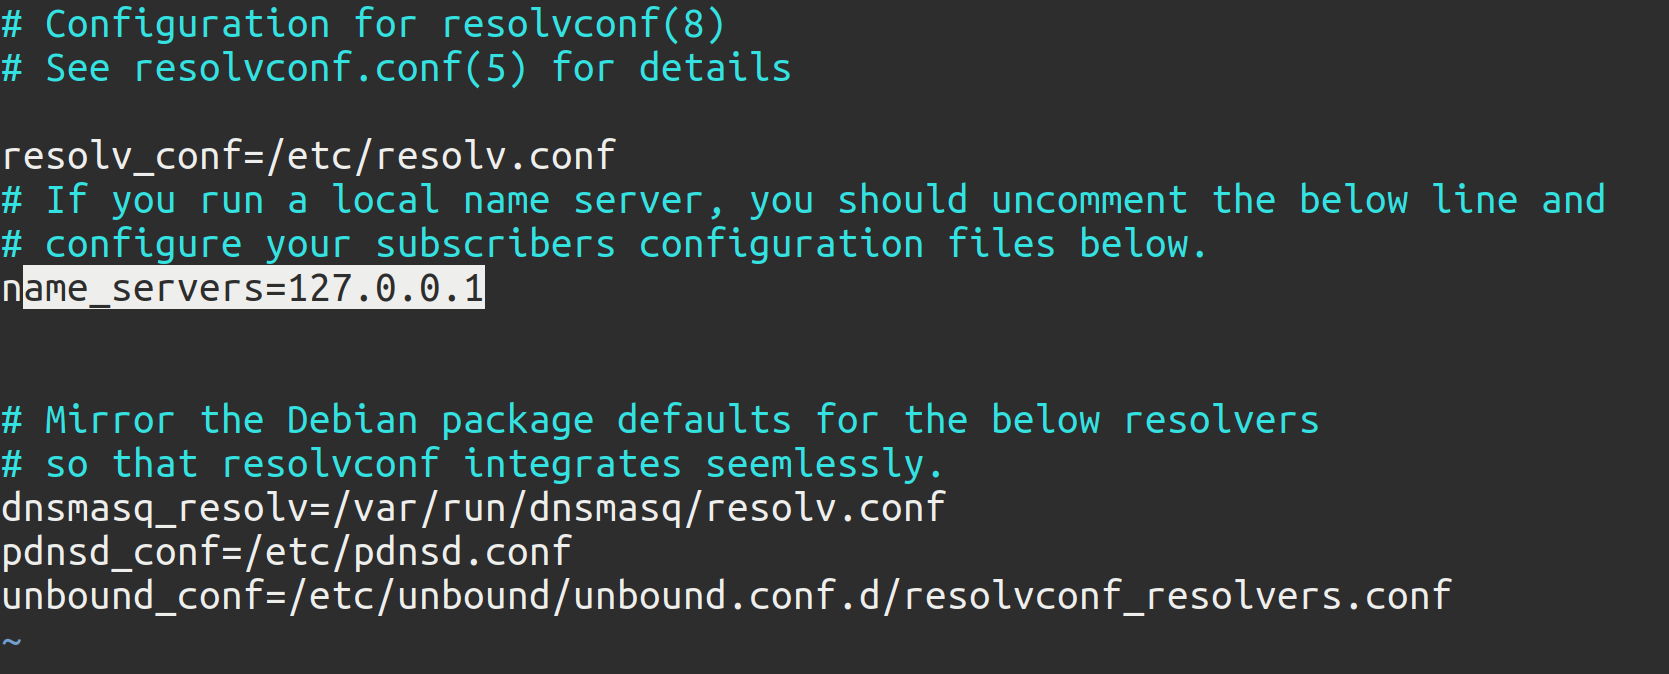 # Configuration for resolvconf(8)
# See resolvconf.conf(5) for details
resolv_conf=/etc/resolv.conf
# If you run a local name server, you should uncomment the below line and
# configure your subscribers configuration files below.
name_servers=127.0.0.1
# Mirror the Debian package defaults for the below resolvers
# so that resolvconf integrates seemlessly.
dnsmasq_resolv=/var/run/dnsmasq/resolv.conf
pdnsd_conf=/etc/pdnsd.conf
unbound_conf=/etc/unbound/unbound.conf.d/resolvconf_resolvers.conf
~